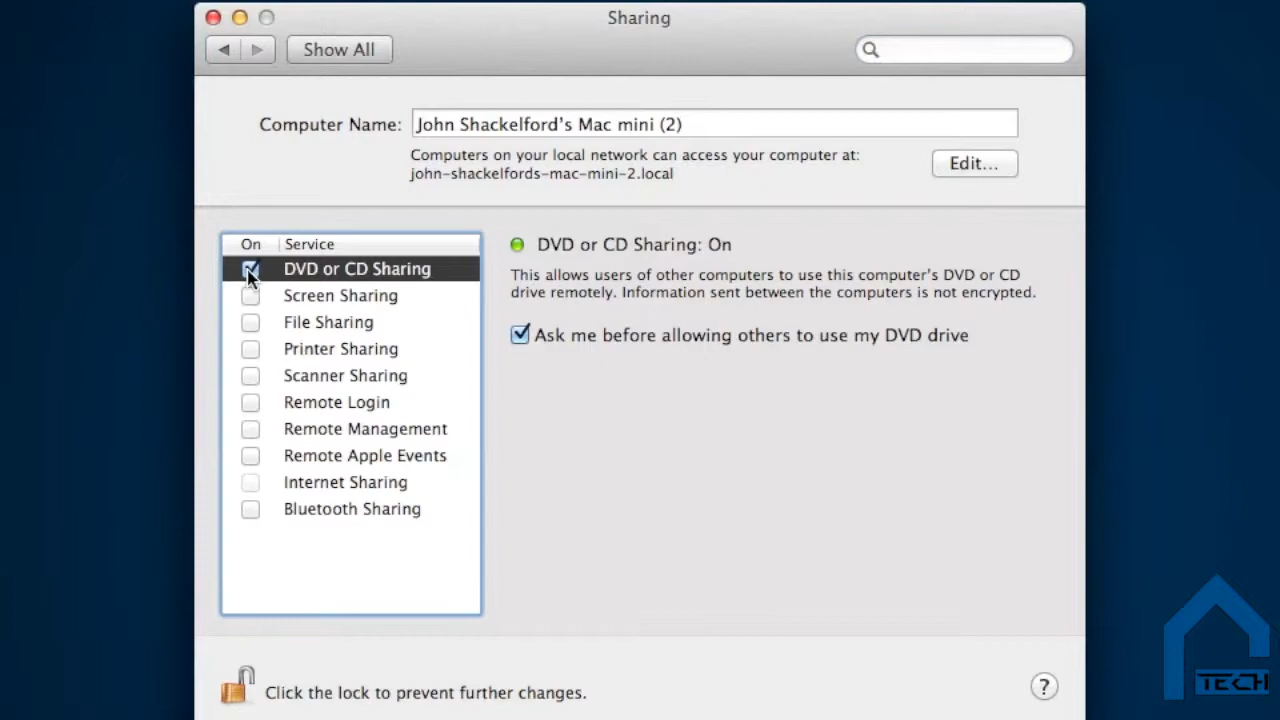 Sharing
Show All
Computer Name: John Shackelford's Mac mini (2)
Computers on your local network can access your computer at:
john-shackelfords-mac-mini-2.local
Edit...
On Service
DVD or CD Sharing
Screen Sharing
File Sharing
Printer Sharing
Scanner Sharing
Remote Login
Remote Management
Remote Apple Events
Internet Sharing
Bluetooth Sharing
DVD or CD Sharing: On
This allows users of other computers to use this computer's DVD or CD
drive remotely. Information sent between the computers is not encrypted.
Ask me before allowing others to use my DVD drive
Click the lock to prevent further changes.
?
TECH